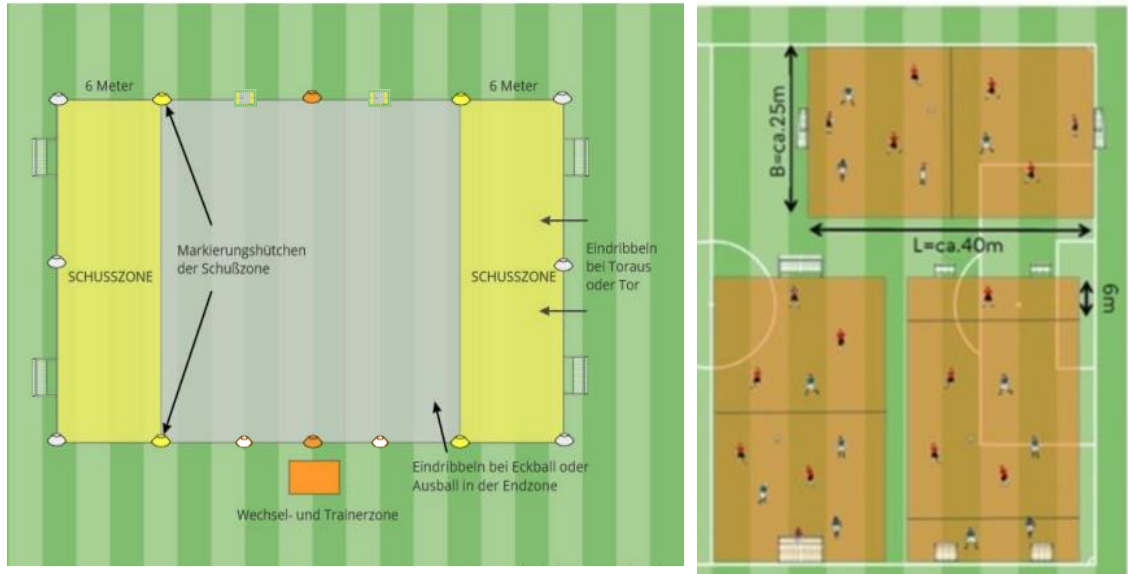 6 Meter
6 Meter
Markierungshütchen
der Schußzone
SCHUSSZONE
SCHUSSZONE
Eindribbeln
bei Toraus
oder Tor
Eindribbeln bei Eckball oder
Ausball in der Endzone
Wechsel- und Trainerzone
B=ca.25m
L=ca.40m
6m